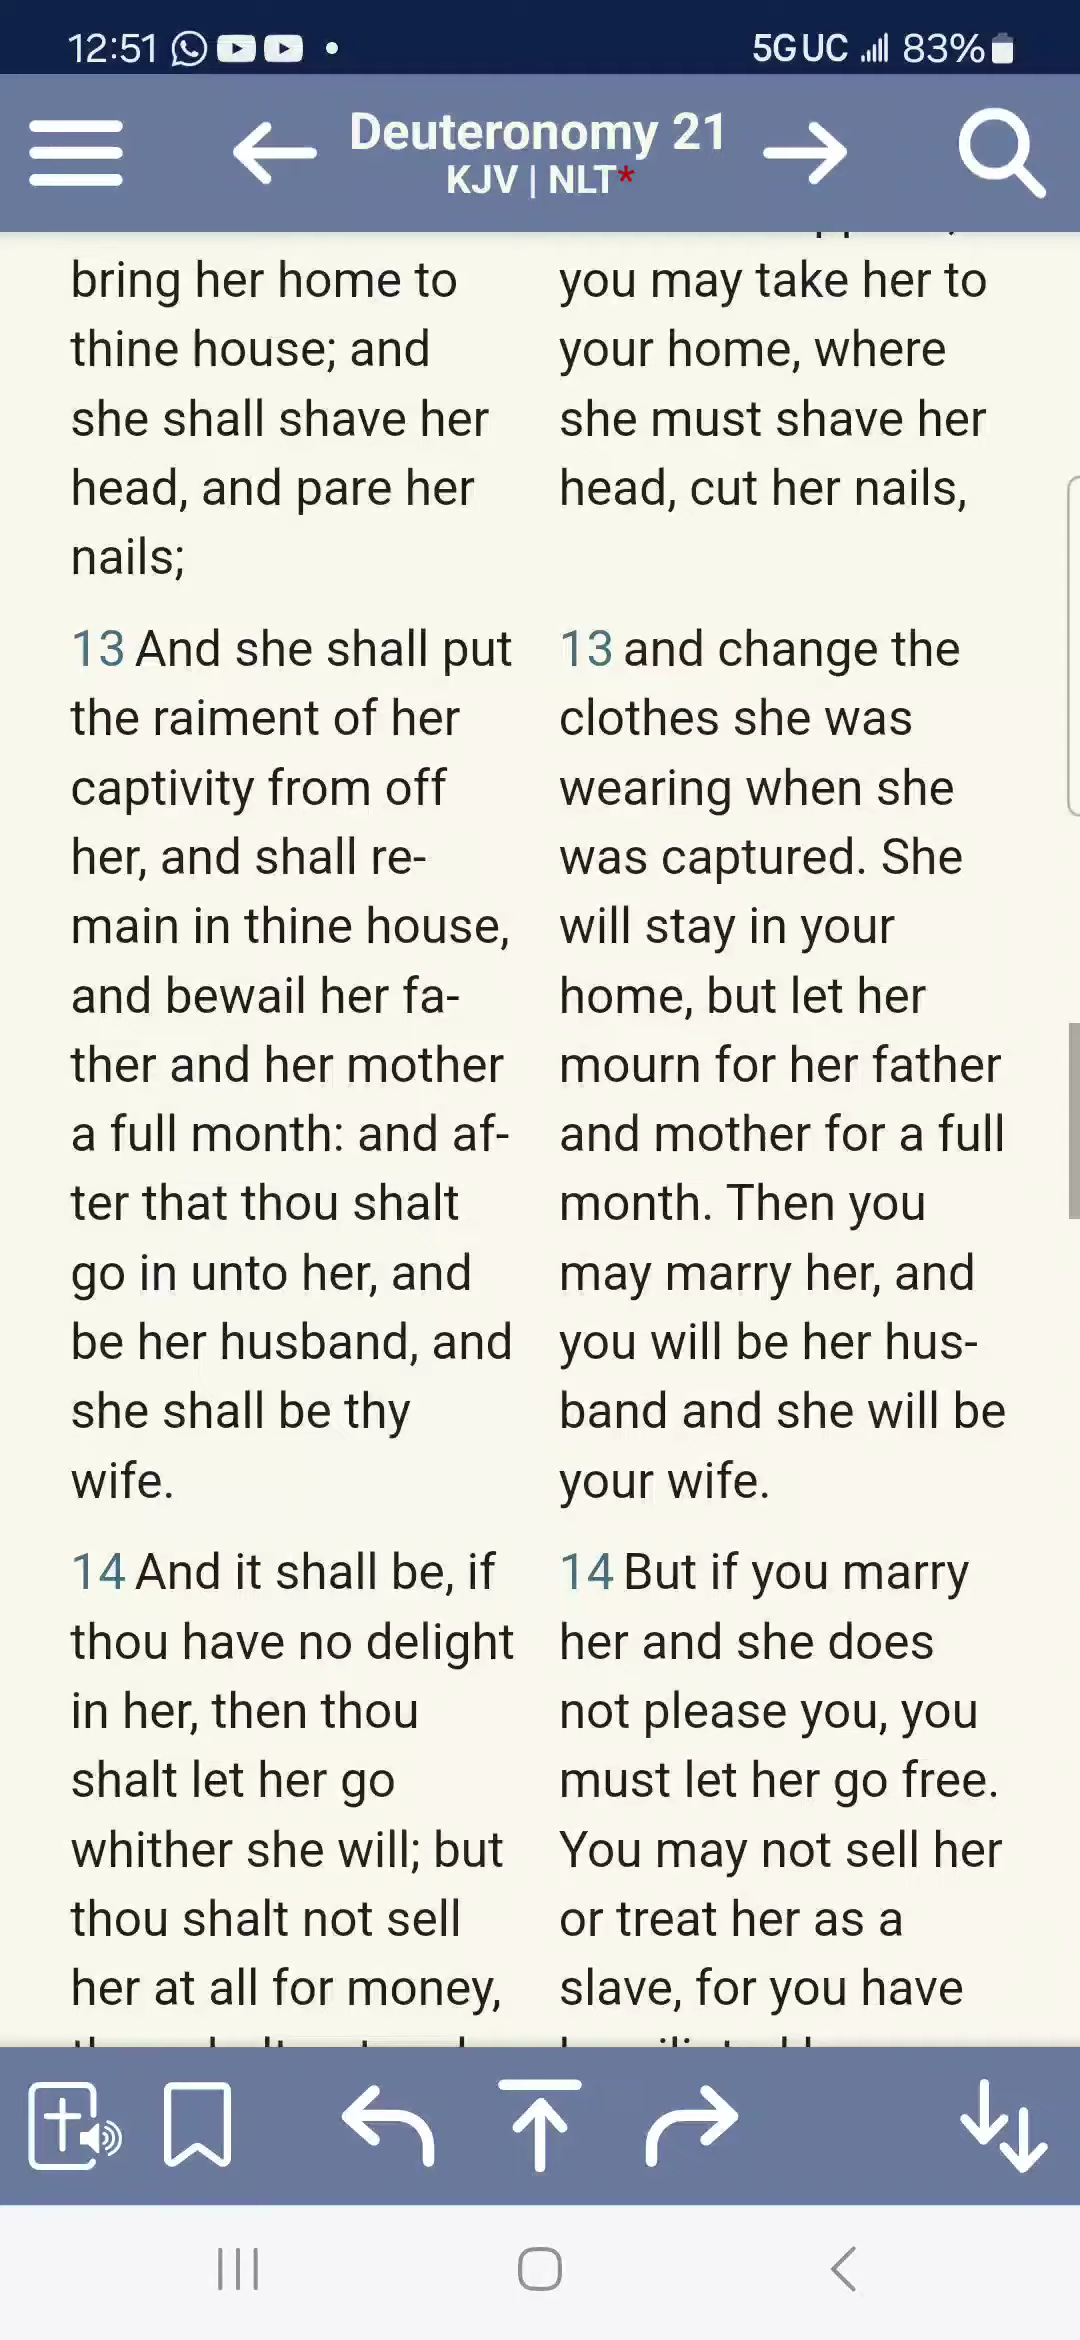 12:51
5G UC 83%
Deuteronomy 21
KJV | NLT*
bring her home to
thine house; and
she shall shave her
head, and pare her
nails;
13 And she shall put
the raiment of her
captivity from off
her, and shall re-
main in thine house,
and bewail her fa-
ther and her mother
a full month: and af-
ter that thou shalt
go in unto her, and
be her husband, and
she shall be thy
wife.
14 And it shall be, if
thou have no delight
in her, then thou
shalt let her go
whither she will; but
thou shalt not sell
her at all for money,
you may take her to
your home, where
she must shave her
head, cut her nails,
13 and change the
clothes she was
wearing when she
was captured. She
will stay in your
home, but let her
mourn for her father
and mother for a full
month. Then you
may marry her, and
you will be her hus-
band and she will be
your wife.
14 But if you marry
her and she does
not please you, you
must let her go free.
You may not sell her
or treat her as a
slave, for you have